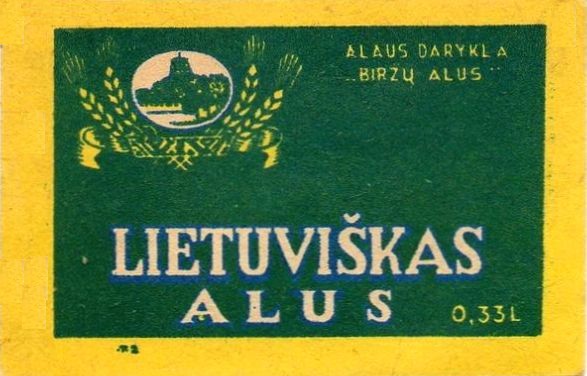 ALAUS DARYKLA
„BIRŽŲ ALUS"
LIETUVIŠKAS
ALUS
0,33L